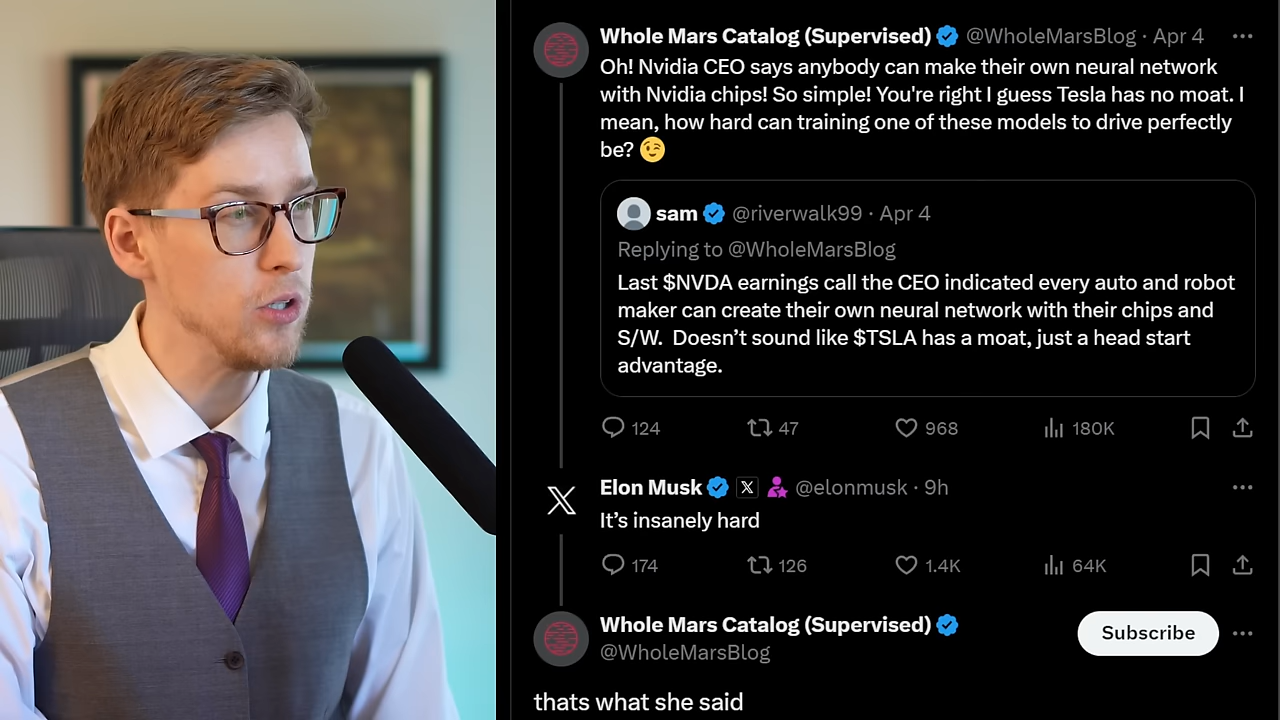 Whole Mars Catalog (Supervised) @WholeMarsBlog · Apr 4
Oh! Nvidia CEO says anybody can make their own neural network
with Nvidia chips! So simple! You're right I guess Tesla has no moat. I
mean, how hard can training one of these models to drive perfectly
be? 😉
sam @riverwalk99 · Apr 4
Replying to @WholeMarsBlog
Last $NVDA earnings call the CEO indicated every auto and robot
maker can create their own neural network with their chips and
S/W.  Doesn’t sound like $TSLA has a moat, just a head start
advantage.
124 47 968 180K
Elon Musk @elonmusk · 9h
It’s insanely hard
174 126 1.4K 64K
Whole Mars Catalog (Supervised)
@WholeMarsBlog
Subscribe
thats what she said